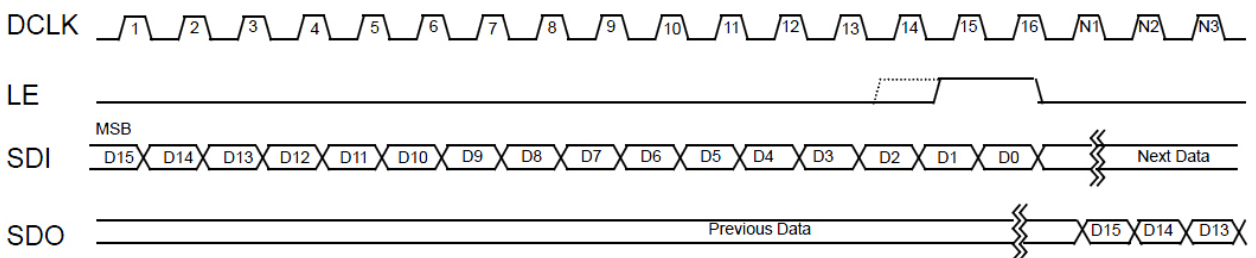 DCLK 1 2 3 4 5 6 7 8 9 10 11 12 13 14 15 16 N1 N2 N3
LE
MSB
SDI D15 D14 D13 D12 D11 D10 D9 D8 D7 D6 D5 D4 D3 D2 D1 D0 Next Data
SDO Previous Data D15 D14 D13